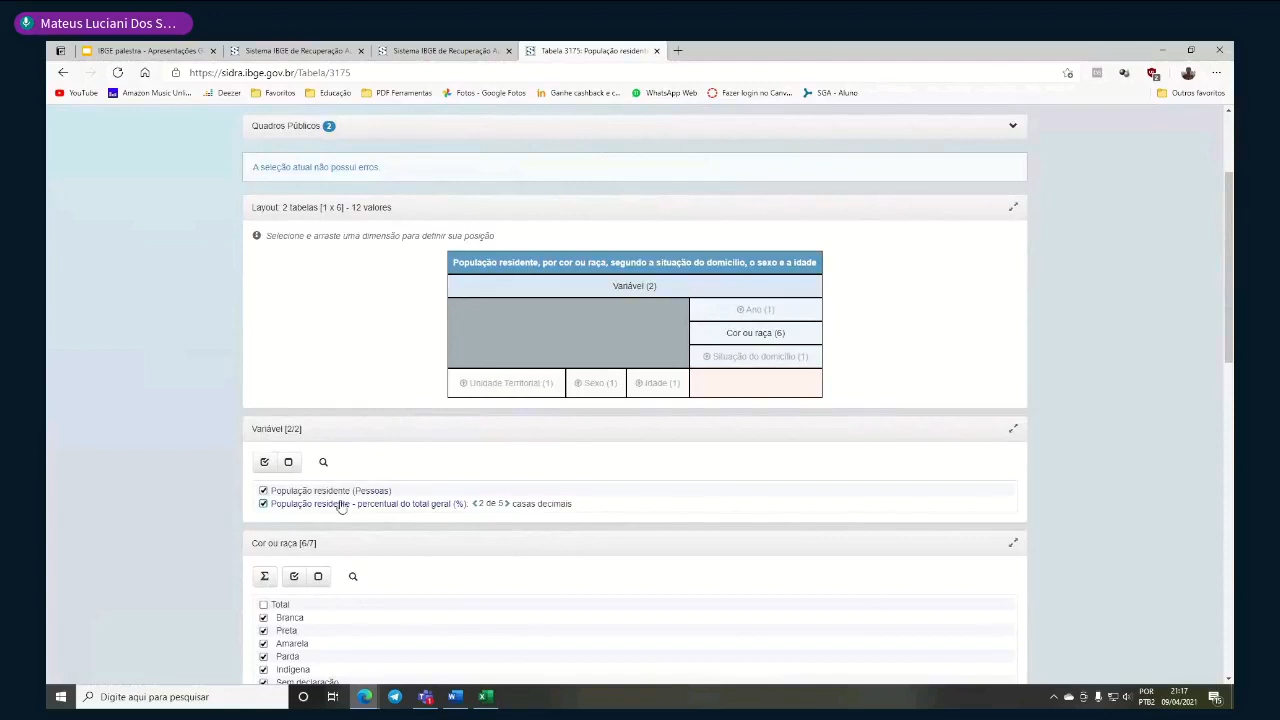 Mateus Luciani Dos S...
IBGE palestra - Apresentações G
Sistema IBGE de Recuperação A
Sistema IBGE de Recuperação A
Tabela 3175: População resident
https://sidra.ibge.gov.br/Tabela/3175
YouTube
Amazon Music Unli...
Deezer
Favoritos
Educação
PDF Ferramentas
Fotos - Google Fotos
Ganhe cashback e c...
WhatsApp Web
Fazer login no Canv...
SGA - Aluno
Outros favoritos
Quadros Públicos 2
A seleção atual não possui erros.
Layout: 2 tabelas [1 x 6] - 12 valores
Selecione e arraste uma dimensão para definir sua posição
População residente, por cor ou raça, segundo a situação do domicílio, o sexo e a idade
Variável (2)
Ano (1)
Cor ou raça (6)
Situação do domicílio (1)
Unidade Territorial (1)
Sexo (1)
Idade (1)
Variável [2/2]
População residente (Pessoas)
População residente - percentual do total geral (%): < 2 de 5 > casas decimais
Cor ou raça [6/7]
Σ
Total
Branca
Preta
Amarela
Parda
Indígena
Sem declaração
Digite aqui para pesquisar
POR
PTB2
21:17
09/04/2021